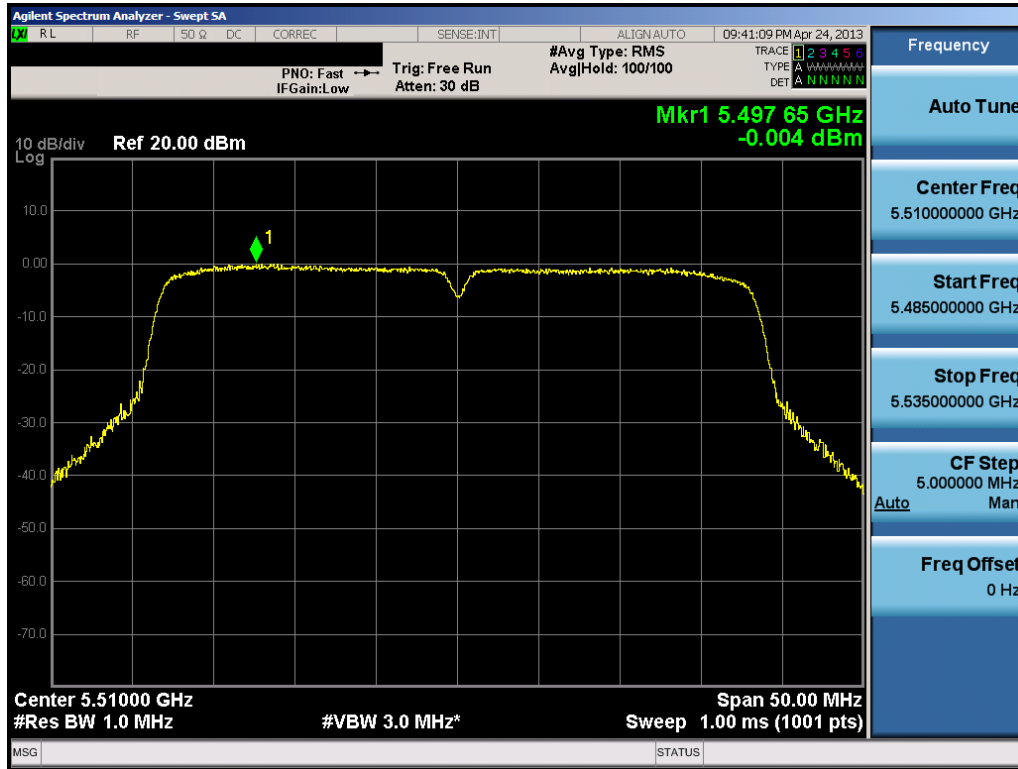 Agilent Spectrum Analyzer - Swept SA
LXI RL RF 50 Ω DC CORREC SENSE:INT ALIGN AUTO 09:41:09 PM Apr 24, 2013
PNO: Fast IFGain:Low
Trig: Free Run Atten: 30 dB
#Avg Type: RMS Avg|Hold: 100/100
TRACE 1 2 3 4 5 6
TYPE A WWWWW
DET A N N N N N
Mkr1 5.497 65 GHz
-0.004 dBm
10 dB/div Ref 20.00 dBm
Log
10.0
1
0.00
-10.0
-20.0
-30.0
-40.0
-50.0
-60.0
-70.0
Center 5.51000 GHz Span 50.00 MHz
#Res BW 1.0 MHz #VBW 3.0 MHz* Sweep 1.00 ms (1001 pts)
MSG STATUS
Frequency
Auto Tune
Center Freq
5.510000000 GHz
Start Freq
5.485000000 GHz
Stop Freq
5.535000000 GHz
CF Step
5.000000 MHz
Auto Man
Freq Offset
0 Hz